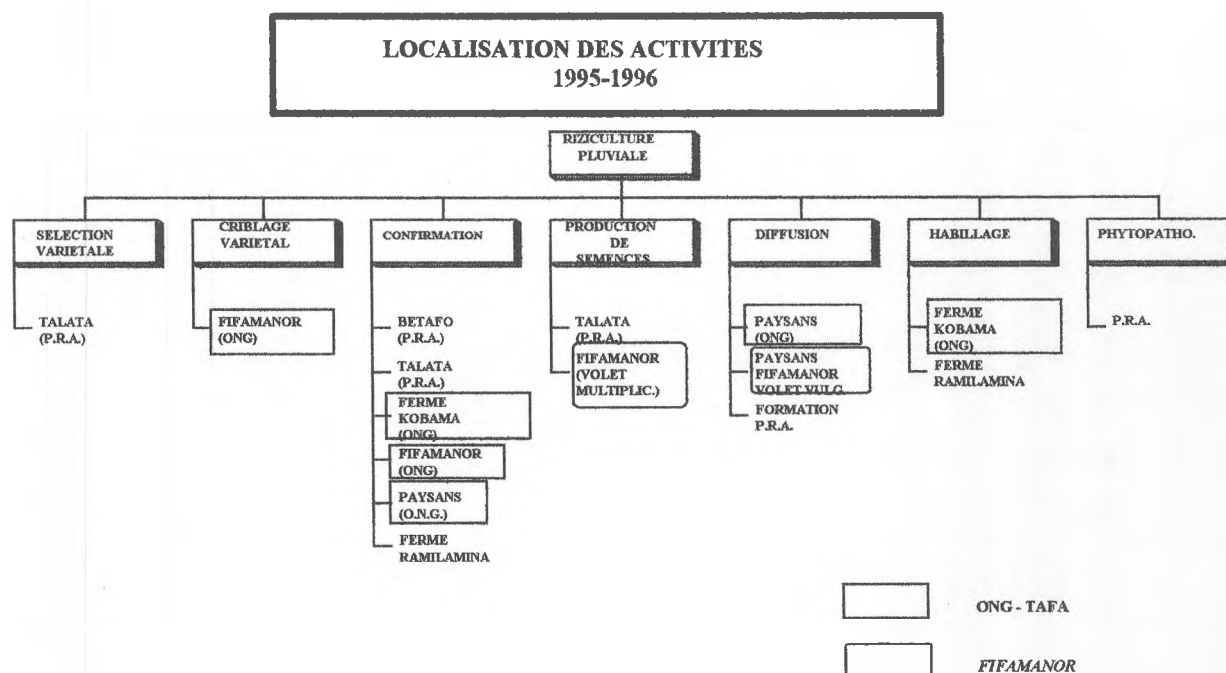 LOCALISATION DES ACTIVITES
1995-1996
RIZICULTURE
PLUVIALE
SELECTION
VARIETALE
CRIBLAGE
VARIETAL
CONFIRMATION
PRODUCTION
DE
SEMENCES
DIFFUSION
HABILLAGE
PHYTOPATHO.
TALATA
(P.R.A.)
FIFAMANOR
(ONG)
BETAFO
(P.R.A.)
TALATA
(P.R.A.)
FERME
KOBAMA
(ONG)
FIFAMANOR
(ONG)
PAYSANS
(O.N.G.)
FERME
RAMILAMINA
TALATA
(P.R.A.)
FIFAMANOR
(VOLET
MULTIPLIC.)
PAYSANS
(ONG)
PAYSANS
FIFAMANOR
VOLET VULG.
FORMATION
P.R.A.
FERME
KOBAMA
(ONG)
FERME
RAMILAMINA
P.R.A.
ONG - TAFA
FIFAMANOR